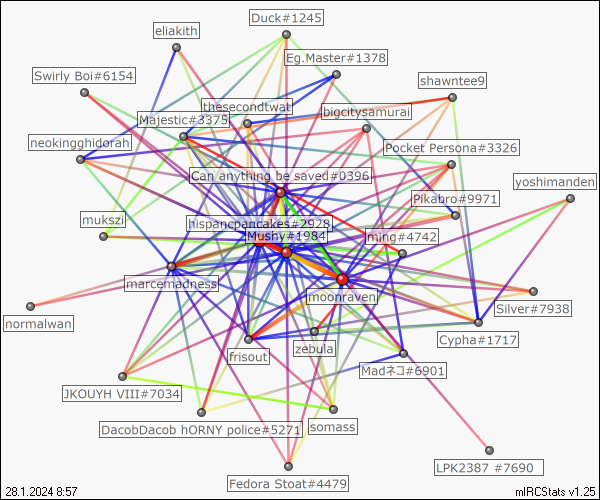 Duck#1245
eliakith
Eg.Master#1378
Swirly Boi#6154
shawntee9
thesecondtwat
bigcitysamurai
Majestic#3375
neokingghidorah
Pocket Persona#3326
Can anything be saved#0396
yoshimanden
Pikabro#9971
mukszi
hispancpancakes#2928
Mushy#1984
ming#4742
marcemadness
moonraven
Silver#7938
normalwan
Cypha#1717
zebula
frisout
Madネコ#6901
JKOUYH VIII#7034
somass
DacobDacob hORNY police#5271
LPK2387 #7690
Fedora Stoat#4479
28.1.2024 8:57
mIRCStats v1.25